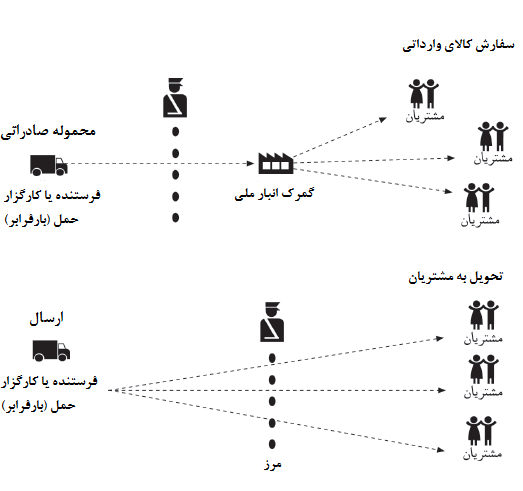 سفارش کالای وارداتی
مشتریان
محموله صادراتی
مشتریان
فرستنده یا کارگزار
حمل (بارفرابر)
گمرک انبار ملی
مشتریان
تحویل به مشتریان
ارسال
مشتریان
فرستنده یا کارگزار
حمل (بارفرابر)
مشتریان
مشتریان
مرز